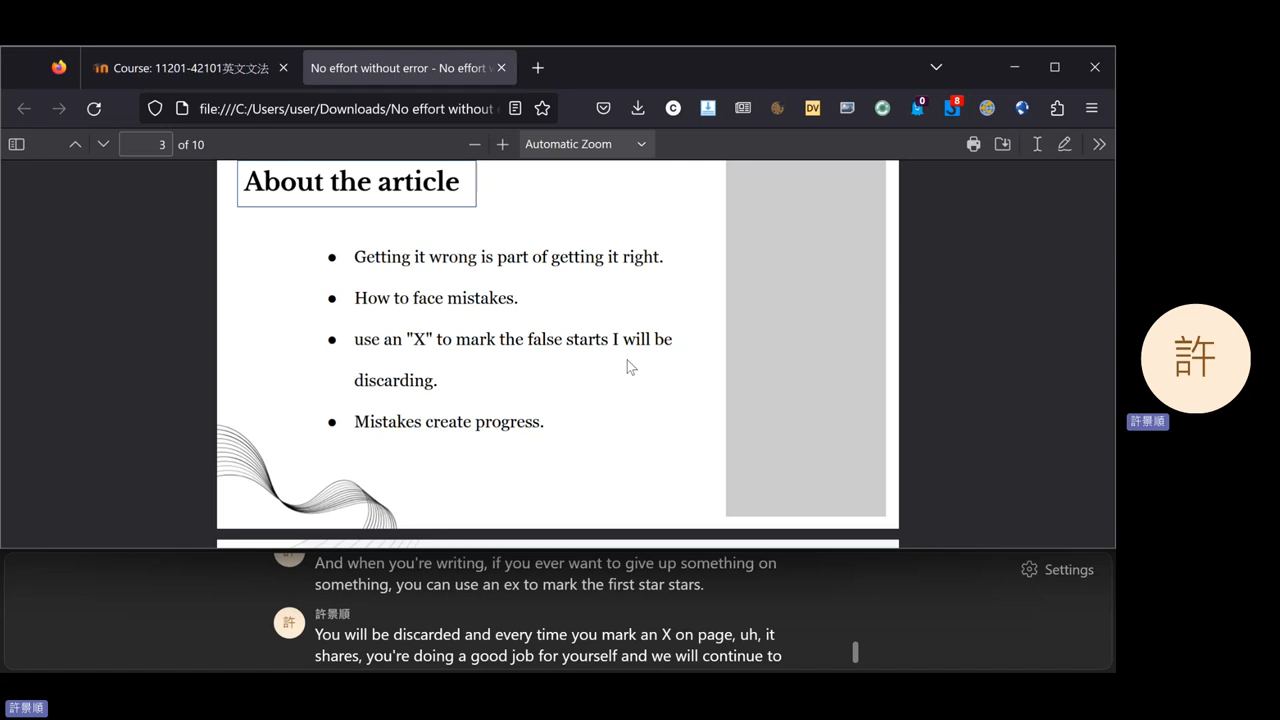 Course: 11201-42101英文文法
No effort without error - No effort
file:///C:/Users/user/Downloads/No effort without
0
8
C
DV
3 of 10
Automatic Zoom
About the article
● Getting it wrong is part of getting it right.
● How to face mistakes.
● use an "X" to mark the false starts I will be
discarding.
● Mistakes create progress.
許
許景順
And when you're writing, if you ever want to give up something on
something, you can use an ex to mark the first star stars.
Settings
許
許景順
You will be discarded and every time you mark an X on page, uh, it
shares, you're doing a good job for yourself and we will continue to
許景順